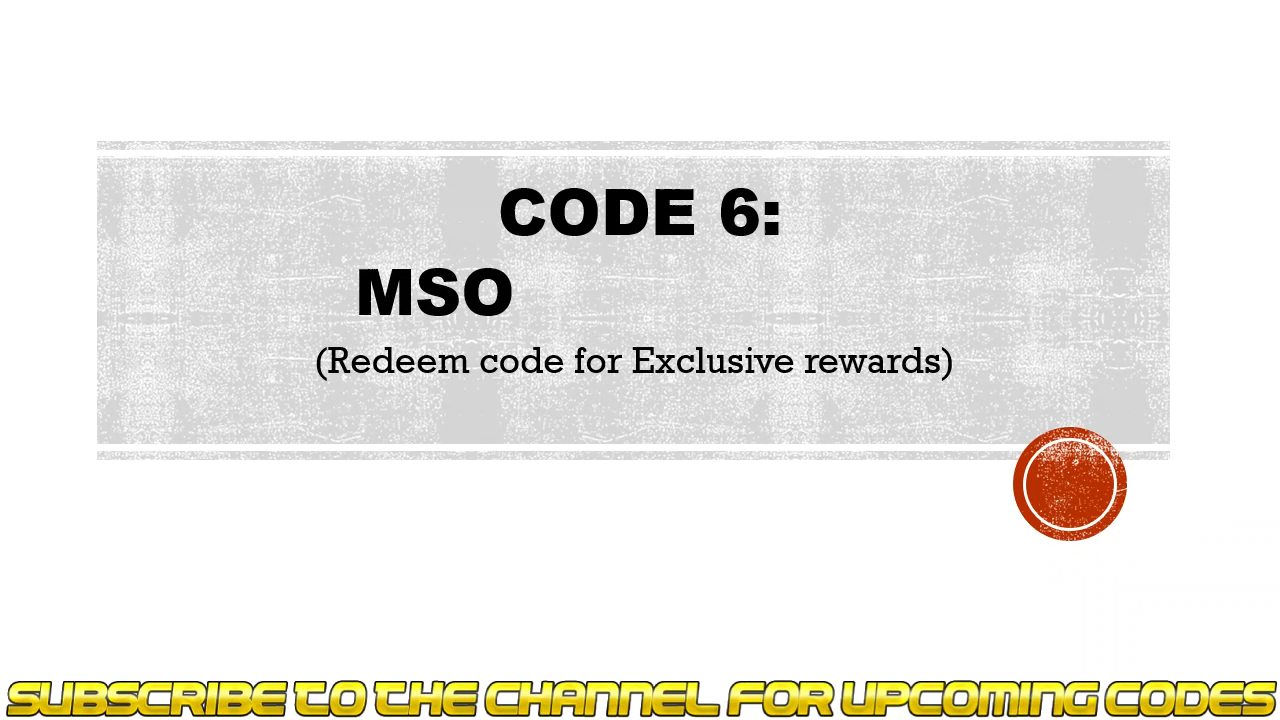 CODE 6:
MSO
(Redeem code for Exclusive rewards)
SUBSCRIBE TO THE CHANNEL FOR UPCOMING CODES